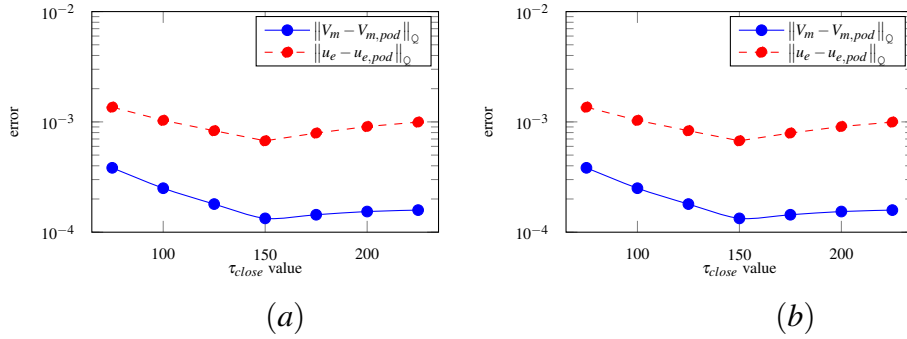 10⁻²
10⁻³
10⁻⁴
error
100
150
200
τ_close value
||V_m − V_m,pod||_Q
||u_e − u_e,pod||_Q
(a)
10⁻²
10⁻³
10⁻⁴
error
100
150
200
τ_close value
||V_m − V_m,pod||_Q
||u_e − u_e,pod||_Q
(b)